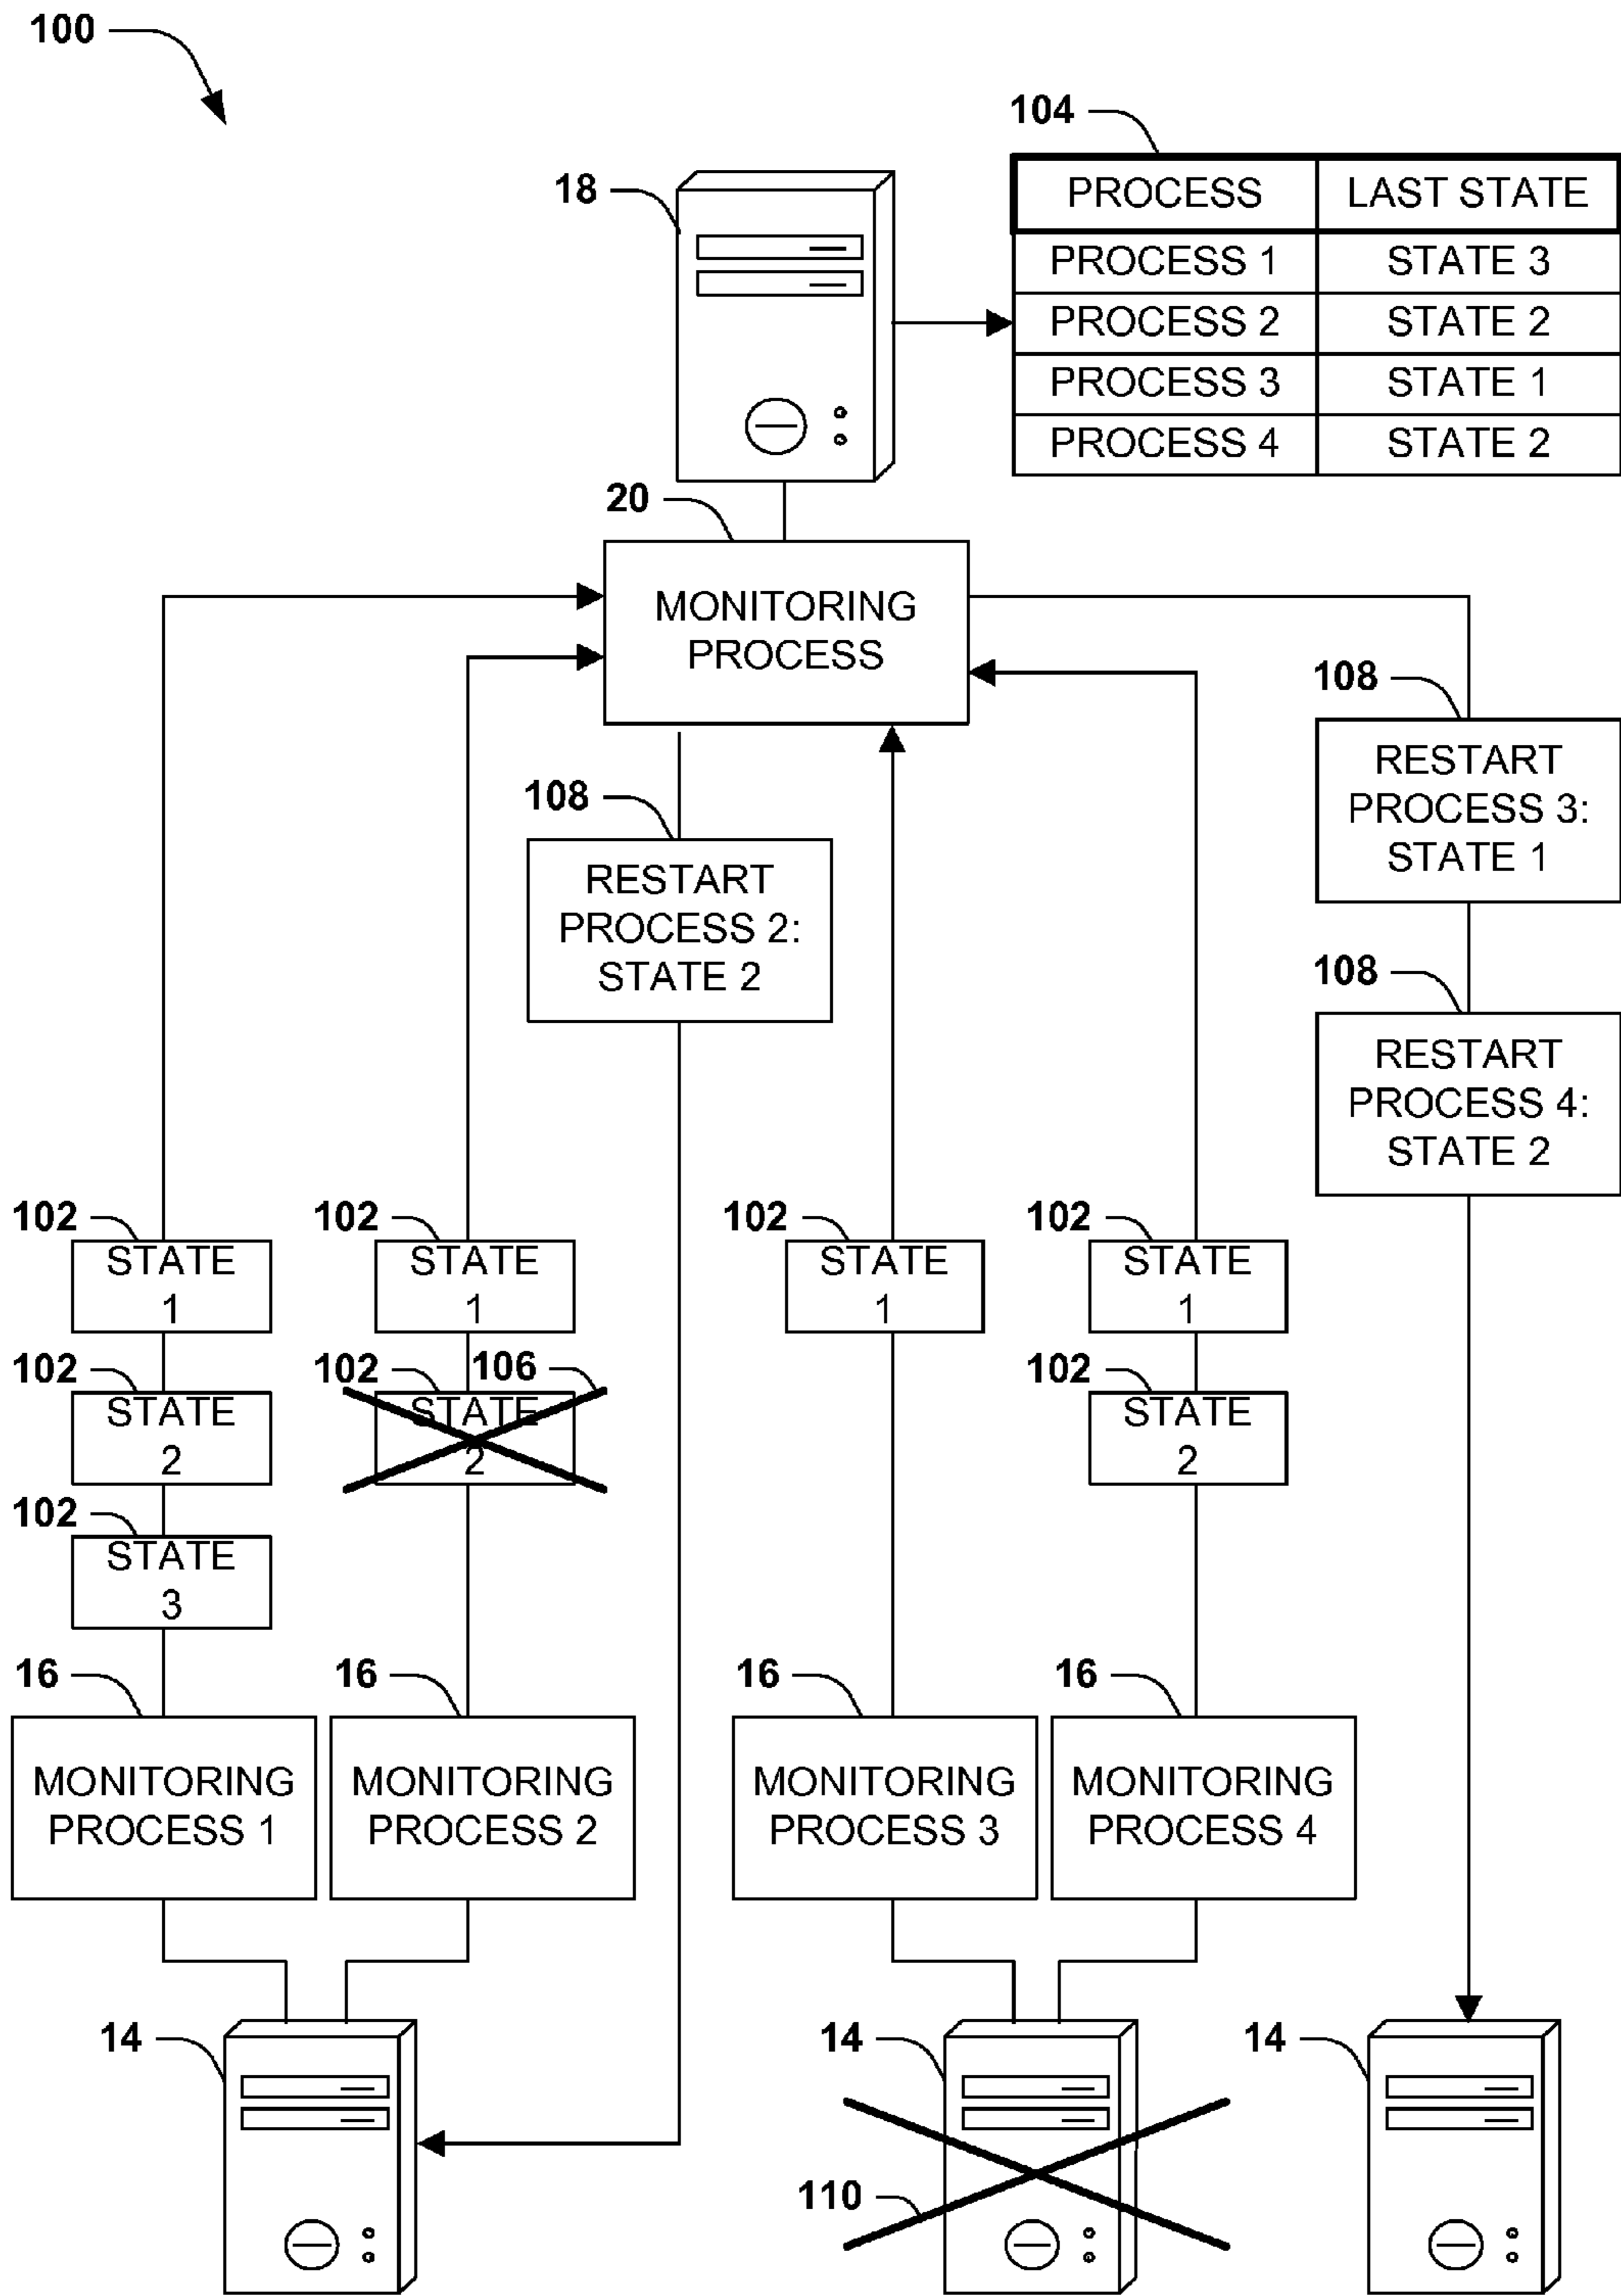 100
104
18
PROCESS LAST STATE
PROCESS 1 STATE 3
PROCESS 2 STATE 2
PROCESS 3 STATE 1
PROCESS 4 STATE 2
20
MONITORING
PROCESS
108
RESTART
PROCESS 3:
STATE 1
108
RESTART
PROCESS 2:
STATE 2
108
RESTART
PROCESS 4:
STATE 2
102 102 102 102
STATE STATE STATE STATE
1 1 1 1
102 102 106 102
STATE STATE STATE
2 2 2
102
STATE
3
16 16 16 16
MONITORING MONITORING MONITORING MONITORING
PROCESS 1 PROCESS 2 PROCESS 3 PROCESS 4
14 14 14
110